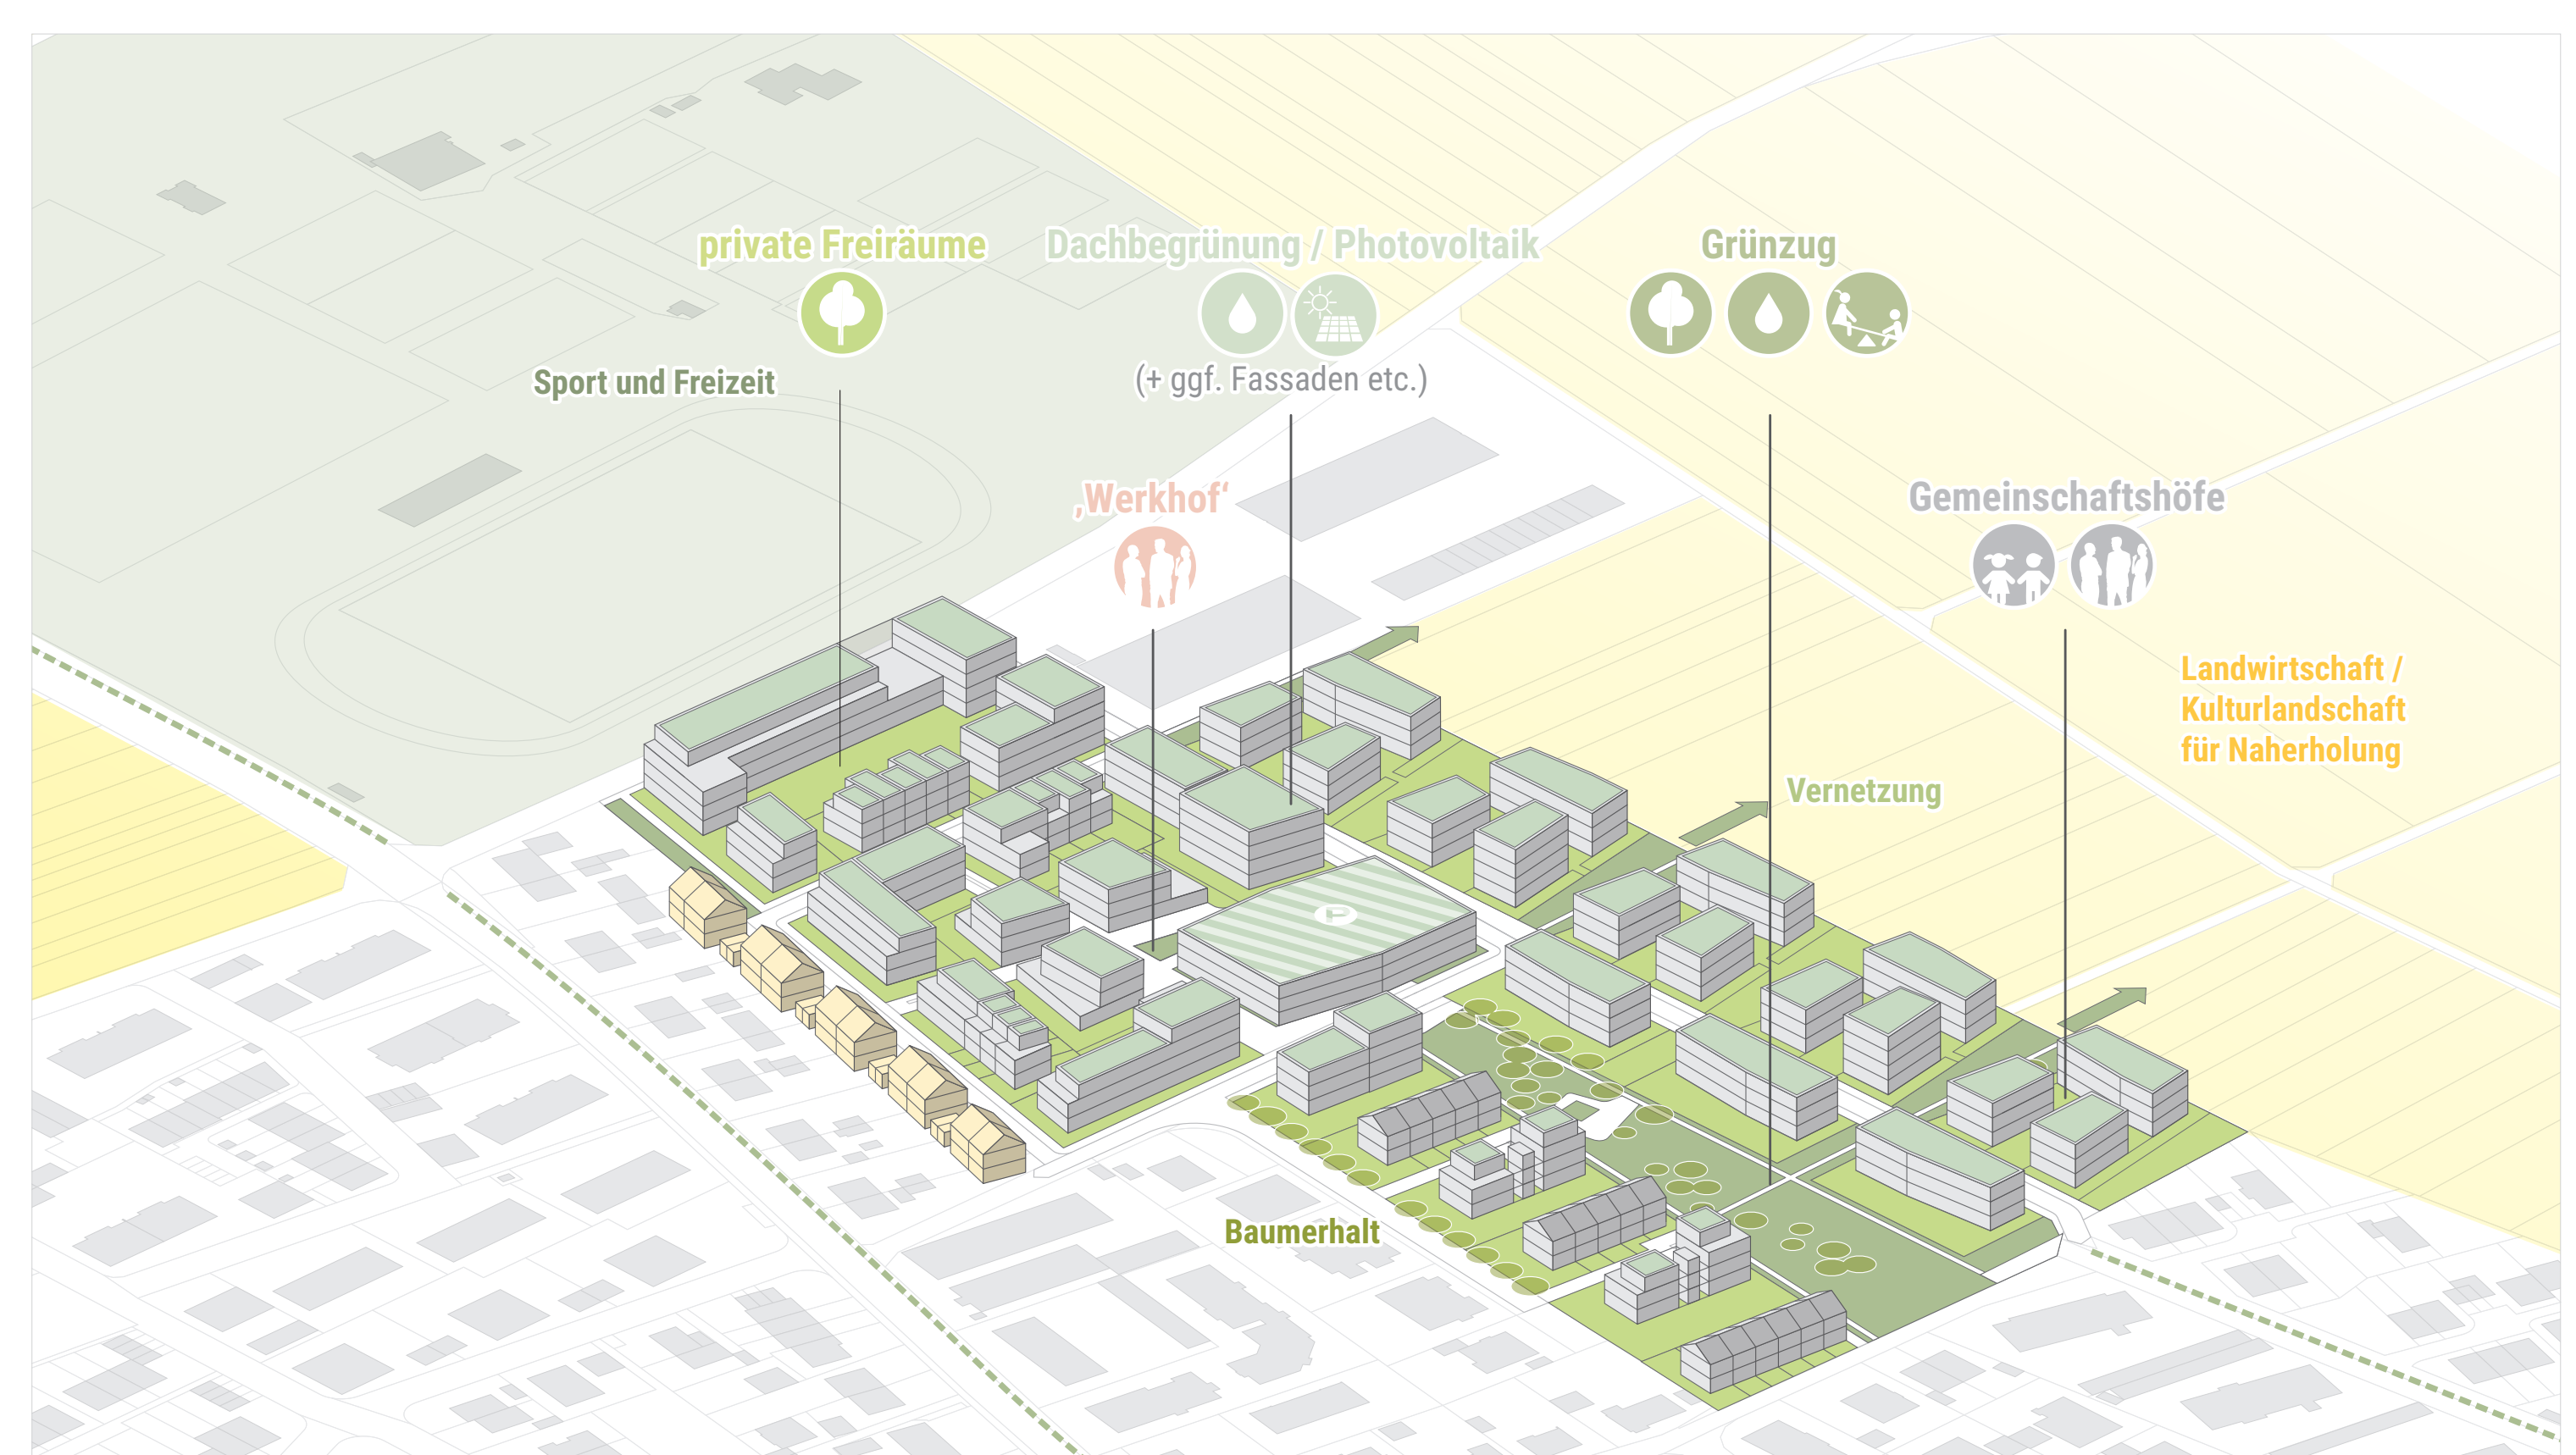 private Freiräume
Dachbegrünung / Photovoltaik
(+ ggf. Fassaden etc.)
Grünzug
Sport und Freizeit
‚Werkhof‘
Gemeinschaftshöfe
Landwirtschaft /
Kulturlandschaft
für Naherholung
Vernetzung
P
Baumerhalt